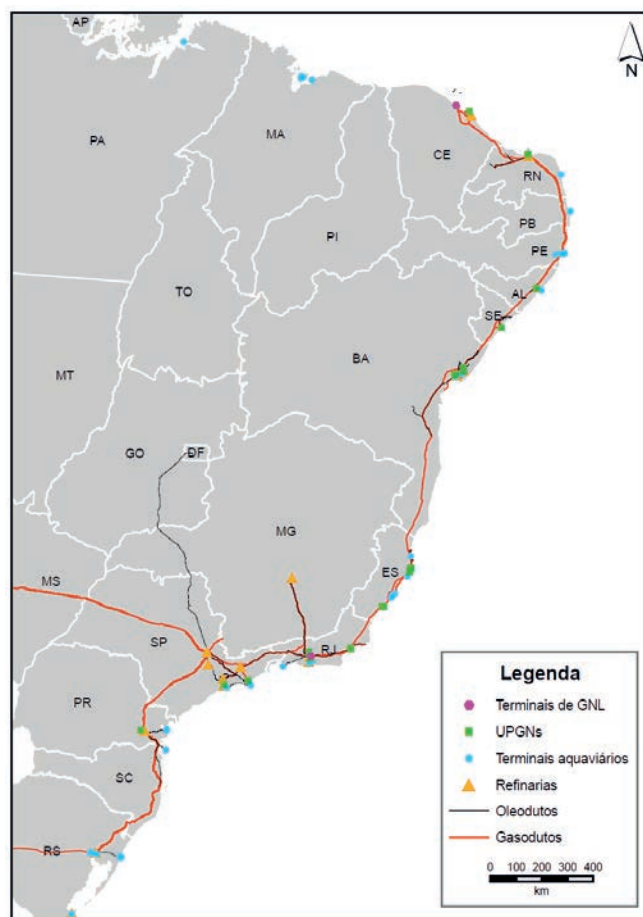 AP
N
PA
MA
CE
RN
PB
PI
PE
AL
TO
SE
BA
MT
GO
DF
MG
MS
ES
SP
RJ
PR
SC
RS
Legenda
Terminais de GNL
UPGNs
Terminais aquaviários
Refinarias
Oleodutos
Gasodutos
0 100 200 300 400
km